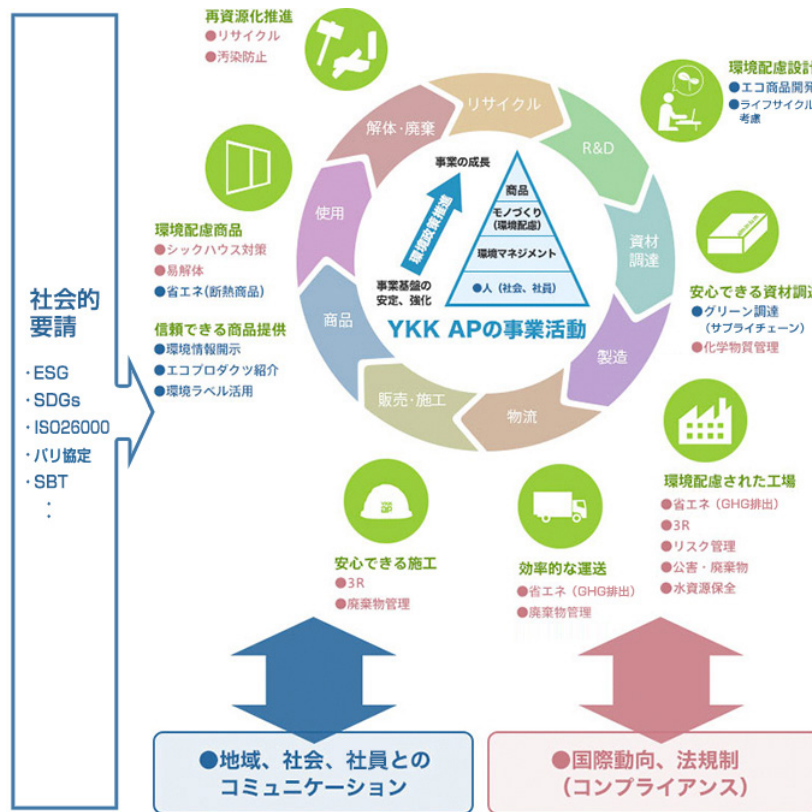 社会的
要請
・ESG
・SDGs
・ISO26000
・パリ協定
・SBT
:
再資源化推進
●リサイクル
●汚染防止
環境配慮設計
●エコ商品開発
●ライフサイクル
考慮
環境配慮商品
●シックハウス対策
●易解体
●省エネ(断熱商品)
信頼できる商品提供
●環境情報開示
●エコプロダクツ紹介
●環境ラベル活用
リサイクル
R&D
資材
調達
製造
物流
販売・施工
商品
使用
解体・廃棄
事業の成長
環境政策推進
事業基盤の
安定、強化
商品
モノづくり
(環境配慮)
環境マネジメント
●人（社会、社員）
YKK APの事業活動
安心できる資材調達
●グリーン調達
（サプライチェーン）
●化学物質管理
環境配慮された工場
●省エネ（GHG排出）
●3R
●リスク管理
●公害・廃棄物
●水資源保全
効率的な運送
●省エネ（GHG排出）
●廃棄物管理
安心できる施工
●3R
●廃棄物管理
●地域、社会、社員との
コミュニケーション
●国際動向、法規制
（コンプライアンス）